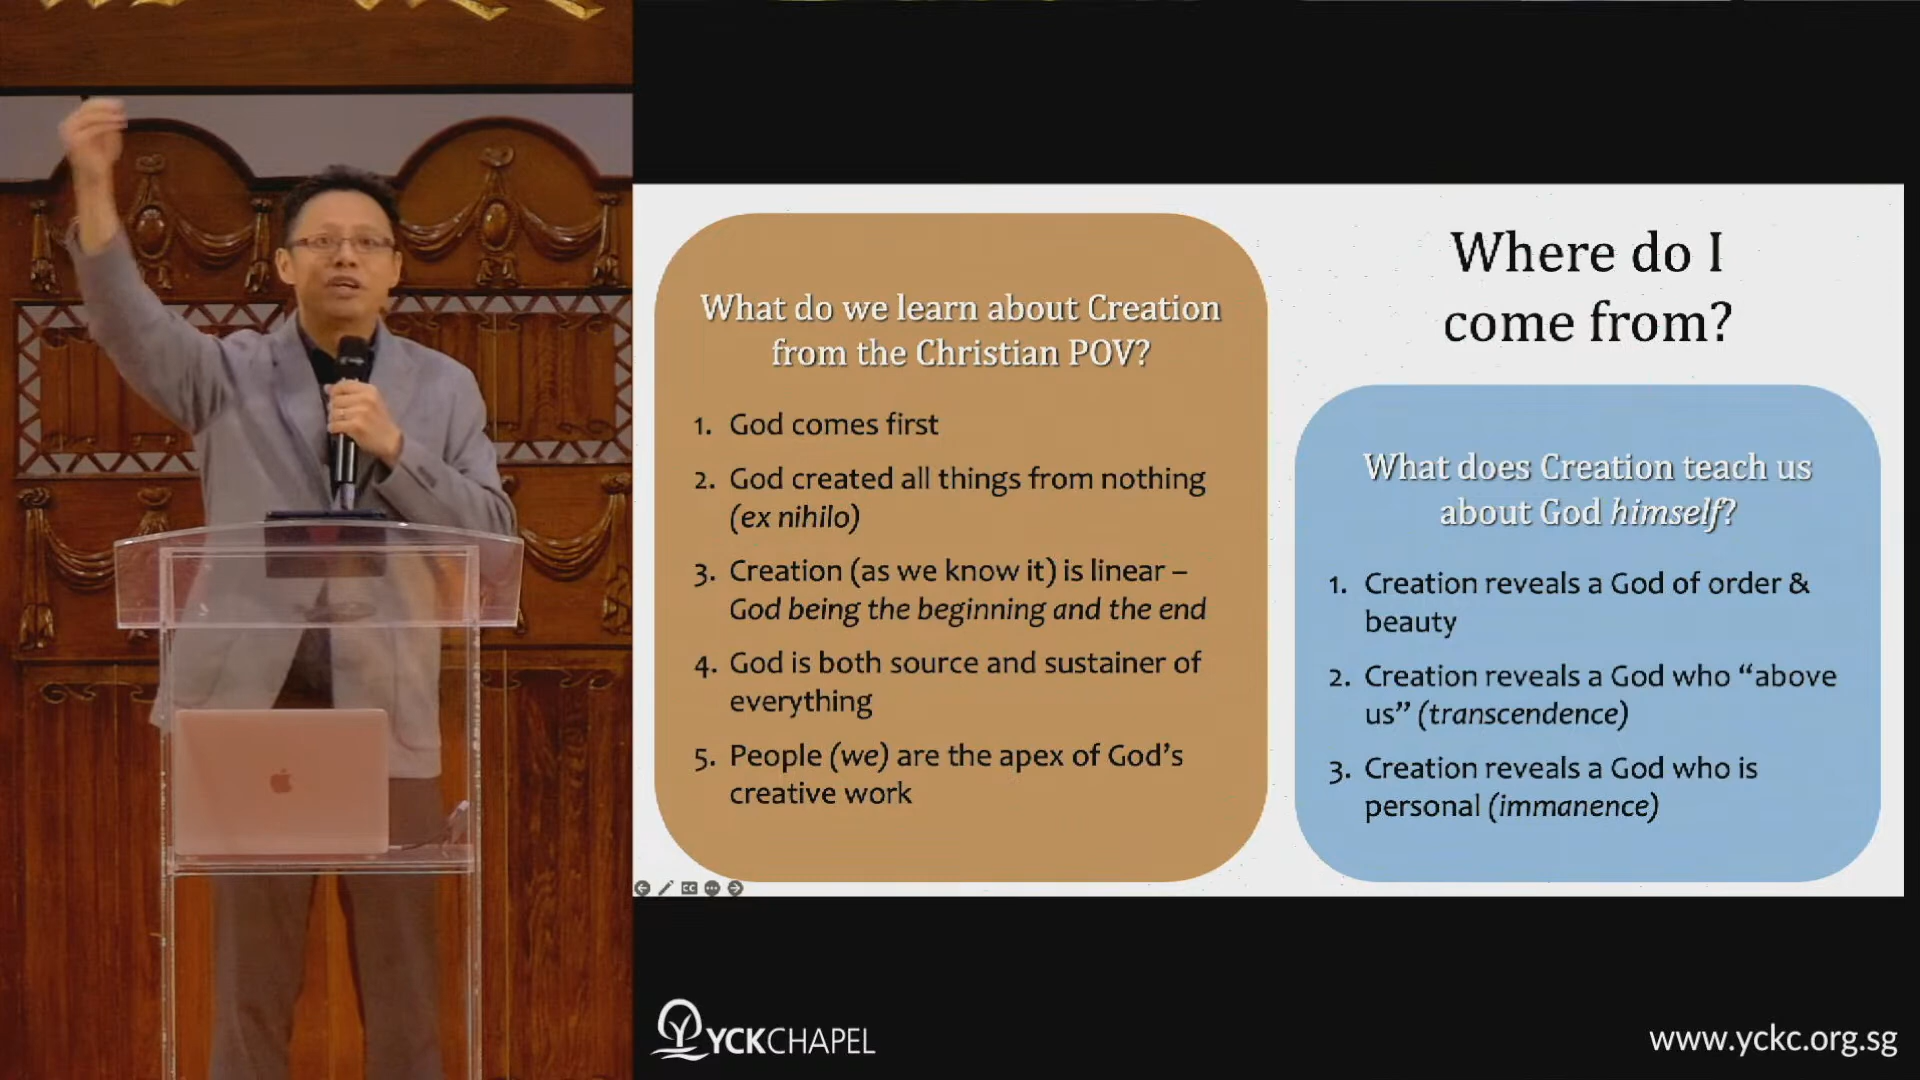 What do we learn about Creation
from the Christian POV?
1. God comes first
2. God created all things from nothing
(ex nihilo)
3. Creation (as we know it) is linear –
God being the beginning and the end
4. God is both source and sustainer of
everything
5. People (we) are the apex of God’s
creative work
Where do I
come from?
What does Creation teach us
about God himself?
1. Creation reveals a God of order &
beauty
2. Creation reveals a God who “above
us” (transcendence)
3. Creation reveals a God who is
personal (immanence)
CC
YCKCHAPEL
www.yckc.org.sg